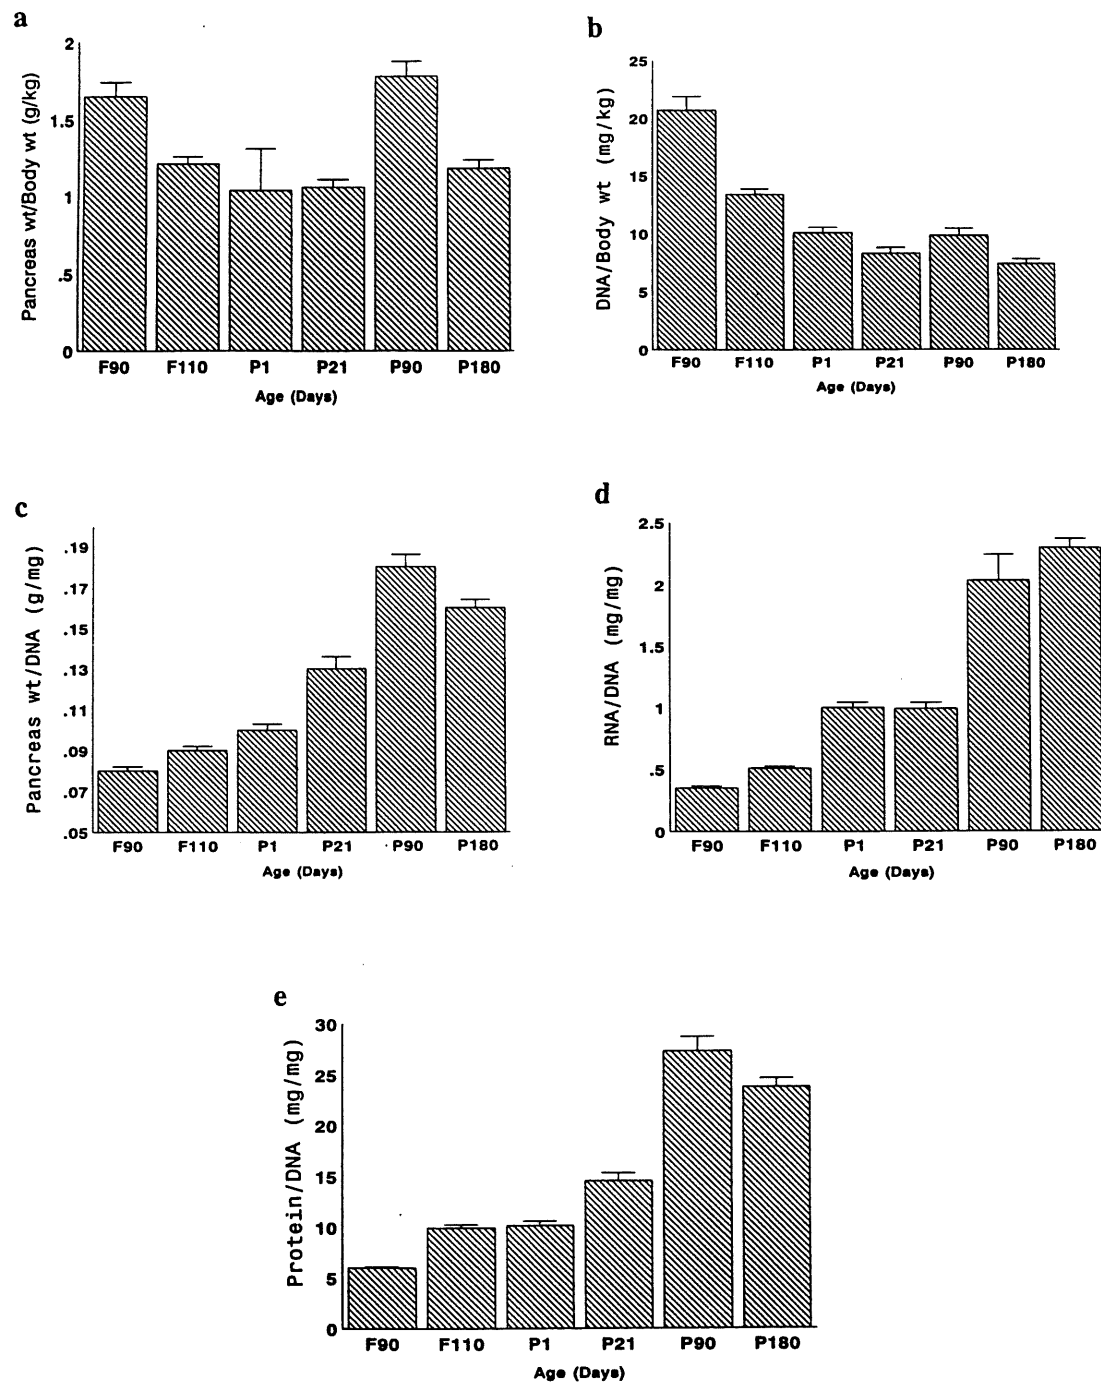 a
Pancreas wt/Body wt (g/kg)
2
1.5
1
.5
0
F90 F110 P1 P21 P90 P180
Age (Days)
b
DNA/Body wt (mg/kg)
25
20
15
10
5
0
F90 F110 P1 P21 P90 P180
Age (Days)
c
Pancreas wt/DNA (g/mg)
.19
.17
.15
.13
.11
.09
.07
.05
F90 F110 P1 P21 P90 P180
Age (Days)
d
RNA/DNA (mg/mg)
2.5
2
1.5
1
.5
0
F90 F110 P1 P21 P90 P180
Age (Days)
e
Protein/DNA (mg/mg)
30
25
20
15
10
5
0
F90 F110 P1 P21 P90 P180
Age (Days)